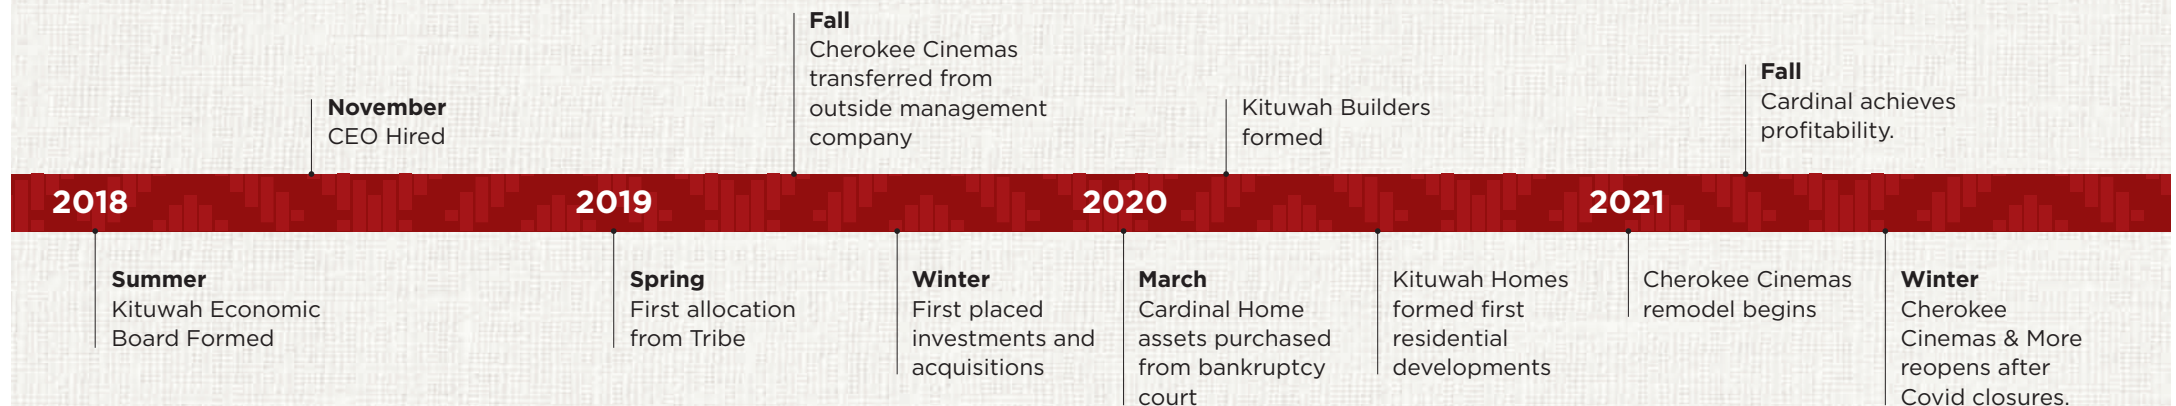 Fall
Cherokee Cinemas
transferred from
outside management
company
November
CEO Hired
Kituwah Builders
formed
Fall
Cardinal achieves
profitability.
2018
2019
2020
2021
Summer
Kituwah Economic
Board Formed
Spring
First allocation
from Tribe
Winter
First placed
investments and
acquisitions
March
Cardinal Home
assets purchased
from bankruptcy
court
Kituwah Homes
formed first
residential
developments
Cherokee Cinemas
remodel begins
Winter
Cherokee
Cinemas & More
reopens after
Covid closures.